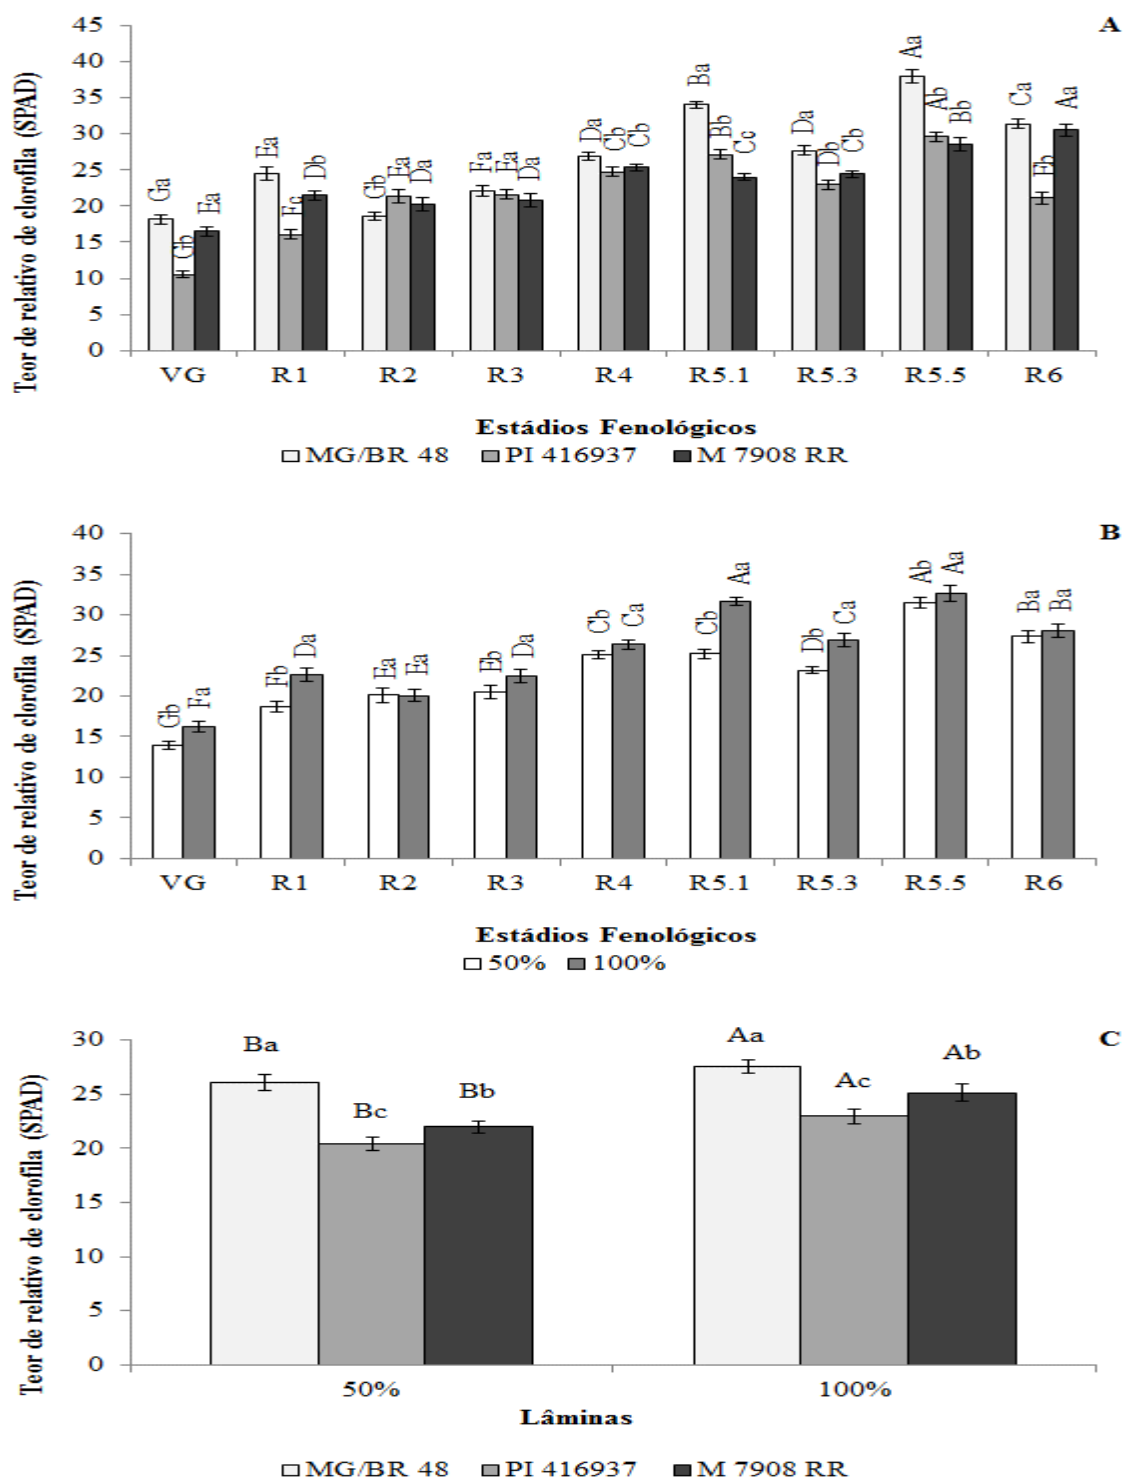 A
Teor de relativo de clorofila (SPAD)
45
40
35
30
25
20
15
10
5
0
Ga Gb Ea Ea Fc Db Gb Ea Da Fa Ea Da Da Cb Cb Ba Bb Cc Da Db Cb Aa Ab Bb Ca Eb Aa
VG R1 R2 R3 R4 R5.1 R5.3 R5.5 R6
Estádios Fenológicos
MG/BR 48 PI 416937 M 7908 RR
B
Teor de relativo de clorofila (SPAD)
40
35
30
25
20
15
10
5
0
Gb Fa Fb Da Ea Ea Eb Da Cb Ca Cb Aa Db Ca Ab Aa Ba Ba
VG R1 R2 R3 R4 R5.1 R5.3 R5.5 R6
Estádios Fenológicos
50% 100%
C
Teor de relativo de clorofila (SPAD)
30
25
20
15
10
5
0
Ba Bc Bb Aa Ac Ab
50% 100%
Lâminas
MG/BR 48 PI 416937 M 7908 RR